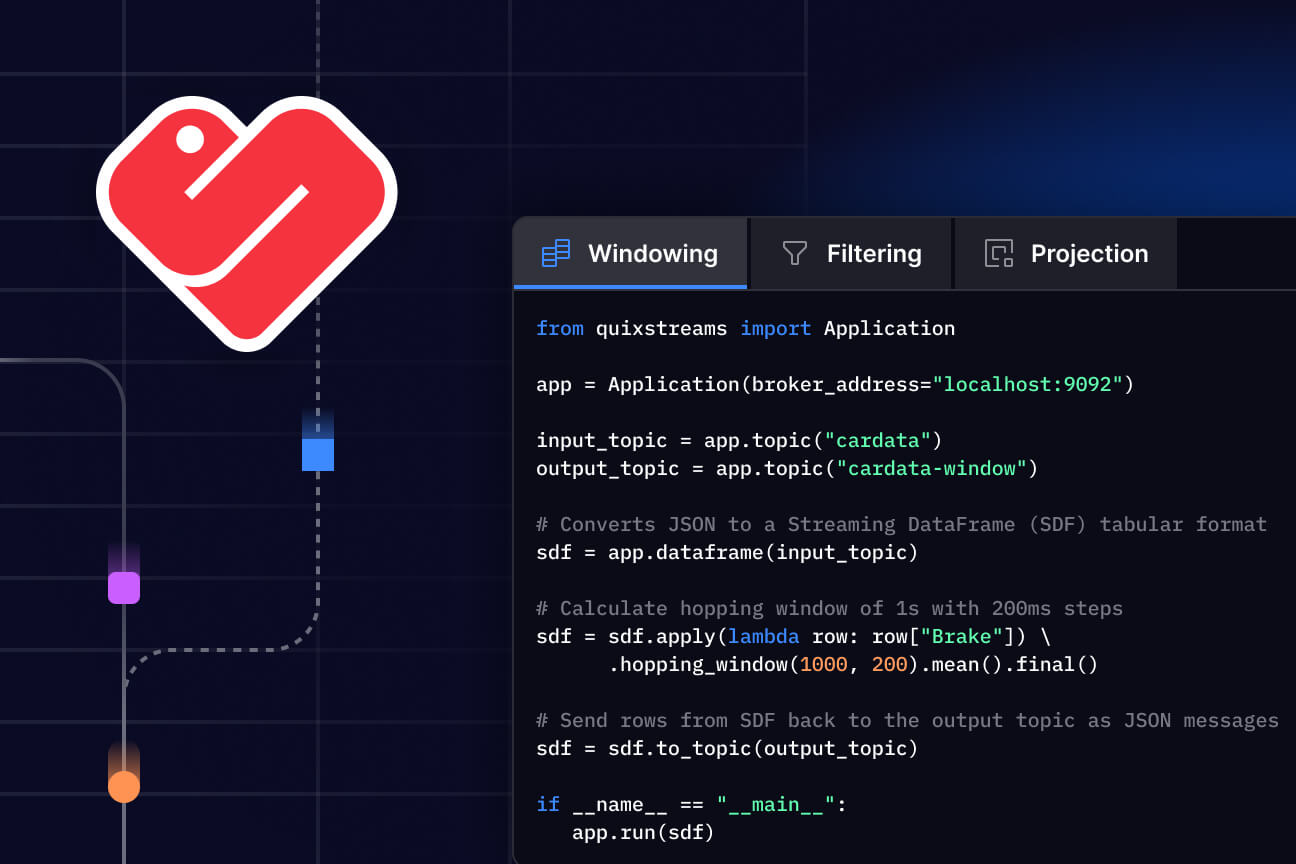 Windowing Filtering Projection
from quixstreams import Application
app = Application(broker_address="localhost:9092")
input_topic = app.topic("cardata")
output_topic = app.topic("cardata-window")
# Converts JSON to a Streaming DataFrame (SDF) tabular format
sdf = app.dataframe(input_topic)
# Calculate hopping window of 1s with 200ms steps
sdf = sdf.apply(lambda row: row["Brake"]) \
.hopping_window(1000, 200).mean().final()
# Send rows from SDF back to the output topic as JSON messages
sdf = sdf.to_topic(output_topic)
if __name__ == "__main__":
app.run(sdf)